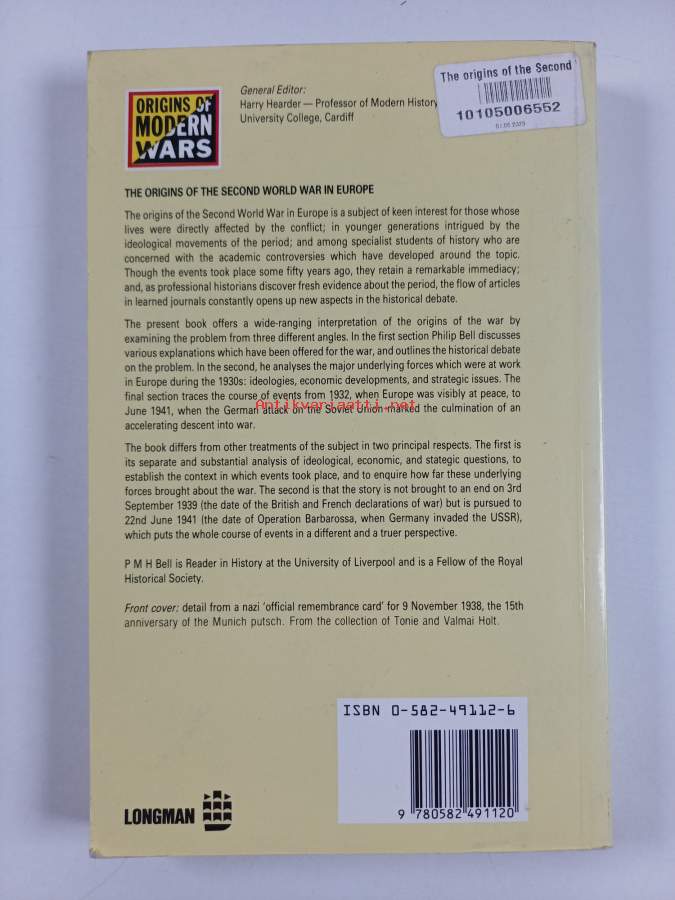 ORIGINS OF
MODERN
WARS
General Editor:
Harry Hearder — Professor of Modern History
University College, Cardiff
The origins of the Second
10105006552
THE ORIGINS OF THE SECOND WORLD WAR IN EUROPE
The origins of the Second World War in Europe is a subject of keen interest for those whose
lives were directly affected by the conflict; in younger generations intrigued by the
ideological movements of the period; and among specialist students of history who are
concerned with the academic controversies which have developed around the topic.
Though the events took place some fifty years ago, they retain a remarkable immediacy;
and, as professional historians discover fresh evidence about the period, the flow of articles
in learned journals constantly opens up new aspects in the historical debate.
The present book offers a wide-ranging interpretation of the origins of the war by
examining the problem from three different angles. In the first section Philip Bell discusses
various explanations which have been offered for the war, and outlines the historical debate
on the problem. In the second, he analyses the major underlying forces which were at work
in Europe during the 1930s: ideologies, economic developments, and strategic issues. The
final section traces the course of events from 1932, when Europe was visibly at peace, to
June 1941, when the German attack on the Soviet Union marked the culmination of an
Antikvariaatti.net
accelerating descent into war.
The book differs from other treatments of the subject in two principal respects. The first is
its separate and substantial analysis of ideological, economic, and stategic questions, to
establish the context in which events took place, and to enquire how far these underlying
forces brought about the war. The second is that the story is not brought to an end on 3rd
September 1939 (the date of the British and French declarations of war) but is pursued to
22nd June 1941 (the date of Operation Barbarossa, when Germany invaded the USSR),
which puts the whole course of events in a different and a truer perspective.
P M H Bell is Reader in History at the University of Liverpool and is a Fellow of the Royal
Historical Society.
Front cover: detail from a nazi 'official remembrance card' for 9 November 1938, the 15th
anniversary of the Munich putsch. From the collection of Tonie and Valmai Holt.
ISBN 0-582-49112-6
9 780582 491120
LONGMAN